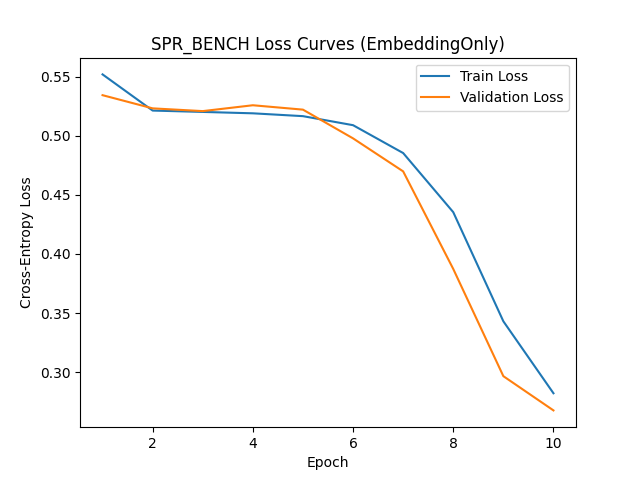 SPR_BENCH Loss Curves (EmbeddingOnly)
Train Loss
Validation Loss
Cross-Entropy Loss
0.55
0.50
0.45
0.40
0.35
0.30
2 4 6 8 10
Epoch